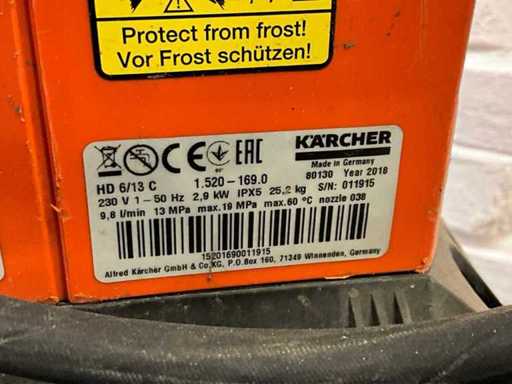 Protect from frost!
Vor Frost schützen!
CE EAC
KÄRCHER
Made in Germany
HD 6/13 C 1.520-169.0 80130 Year 2018
230 V 1~50 Hz 2,9 kW IPX5 25,2 kg S/N: 011915
9,8 l/min 13 MPa max.19 MPa max.60 °C nozzle 038
15201690011915
Alfred Kärcher GmbH & Co.KG, P.O.Box 160, 71349 Winnenden, Germany